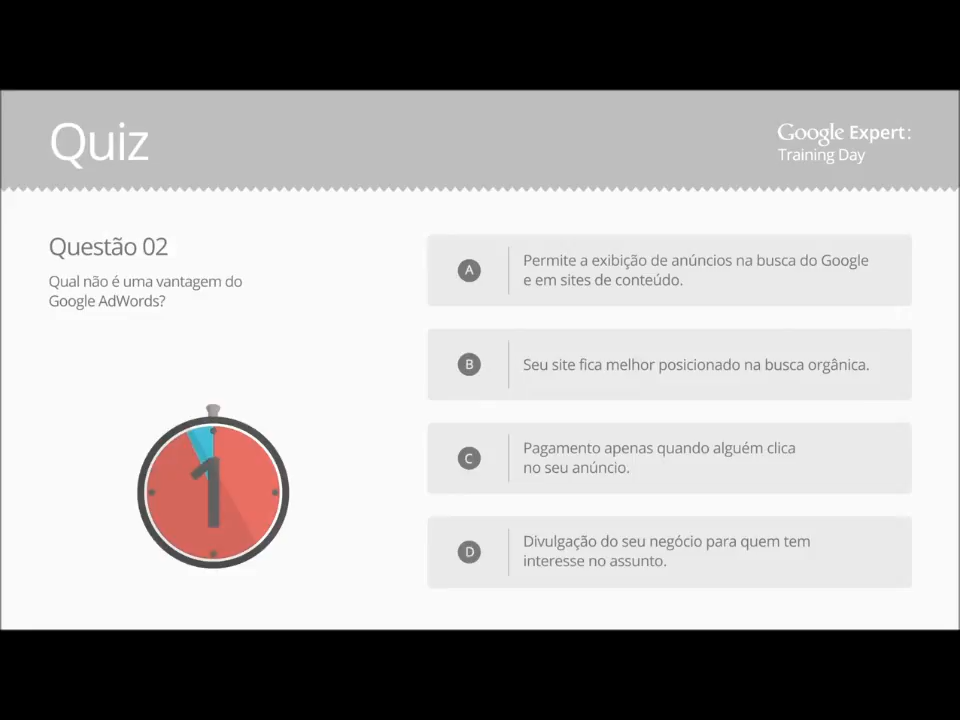 Quiz
Google Expert:
Training Day
Questão 02
Qual não é uma vantagem do
Google AdWords?
A
Permite a exibição de anúncios na busca do Google
e em sites de conteúdo.
B
Seu site fica melhor posicionado na busca orgânica.
C
Pagamento apenas quando alguém clica
no seu anúncio.
D
Divulgação do seu negócio para quem tem
interesse no assunto.
1